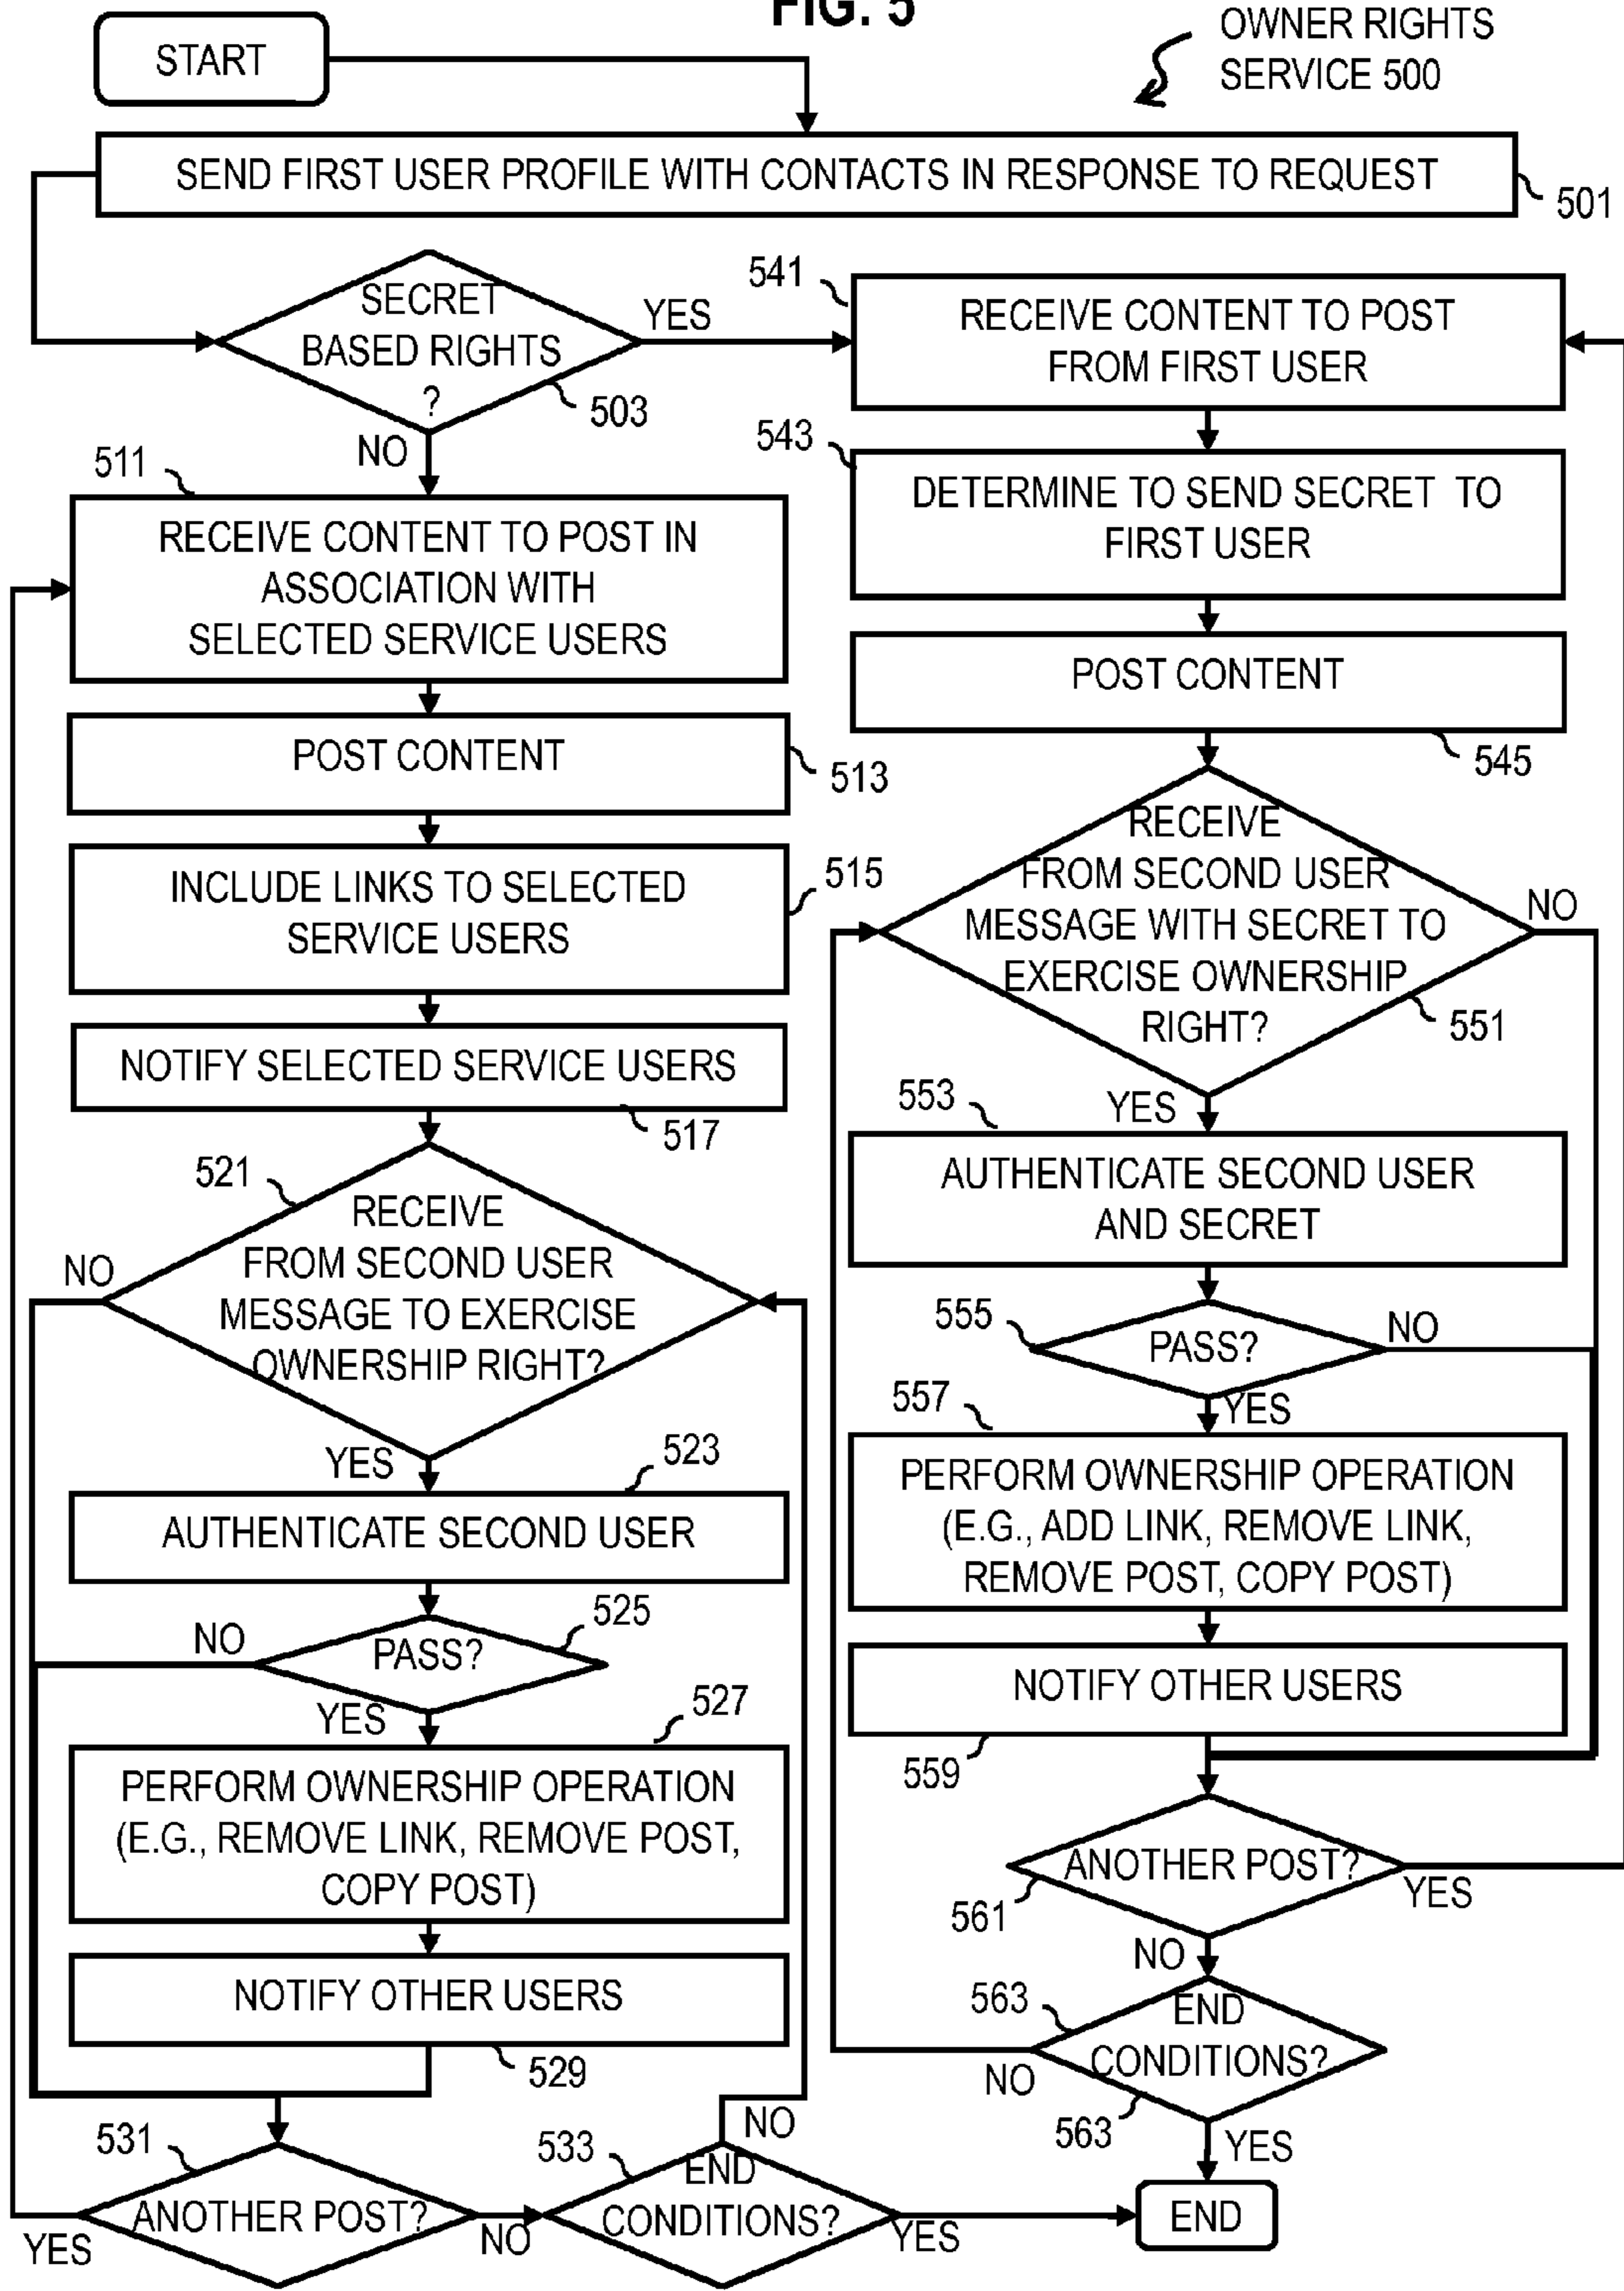 FIG. 5
OWNER RIGHTS
SERVICE 500
START
SEND FIRST USER PROFILE WITH CONTACTS IN RESPONSE TO REQUEST
501
SECRET
BASED RIGHTS
?
503
YES
NO
511
RECEIVE CONTENT TO POST IN
ASSOCIATION WITH
SELECTED SERVICE USERS
POST CONTENT
513
INCLUDE LINKS TO SELECTED
SERVICE USERS
515
NOTIFY SELECTED SERVICE USERS
517
521
RECEIVE
FROM SECOND USER
MESSAGE TO EXERCISE
OWNERSHIP RIGHT?
NO
YES
523
AUTHENTICATE SECOND USER
525
PASS?
NO
YES
527
PERFORM OWNERSHIP OPERATION
(E.G., REMOVE LINK, REMOVE POST,
COPY POST)
NOTIFY OTHER USERS
529
531
ANOTHER POST?
YES
NO
533
END
CONDITIONS?
NO
YES
541
RECEIVE CONTENT TO POST
FROM FIRST USER
543
DETERMINE TO SEND SECRET TO
FIRST USER
POST CONTENT
545
RECEIVE
FROM SECOND USER
MESSAGE WITH SECRET TO
EXERCISE OWNERSHIP
RIGHT?
NO
551
YES
553
AUTHENTICATE SECOND USER
AND SECRET
555
PASS?
NO
YES
557
PERFORM OWNERSHIP OPERATION
(E.G., ADD LINK, REMOVE LINK,
REMOVE POST, COPY POST)
NOTIFY OTHER USERS
559
ANOTHER POST?
561
YES
NO
563
END
CONDITIONS?
NO
563
YES
END